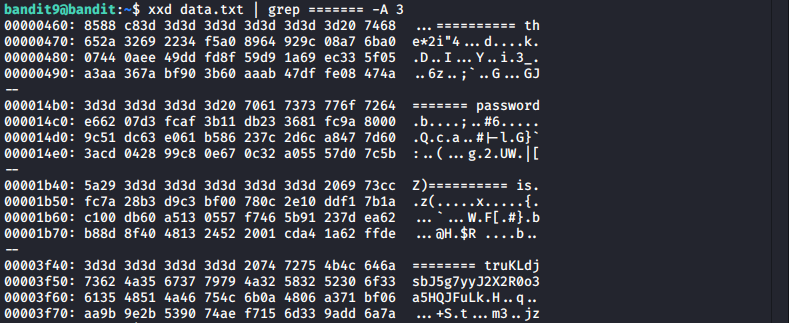 bandit9@bandit:~$ xxd data.txt | grep ======= -A 3
00000460: 8588 c83d 3d3d 3d3d 3d3d 3d3d 3d20 7468  ...========== th
00000470: 652a 3269 2234 f5a0 8964 929c 08a7 6ba0  e*2i"4...d....k.
00000480: 0744 0aee 49dd fd8f 59d9 1a69 ec33 5f05  .D..I...Y..i.3_.
00000490: a3aa 367a bf90 3b60 aaab 47df fe08 474a  ..6z..;`..G...GJ
--
000014b0: 3d3d 3d3d 3d3d 3d20 7061 7373 776f 7264  ======= password
000014c0: e662 07d3 fcaf 3b11 db23 3681 fc9a 8000  .b....;..#6.....
000014d0: 9c51 dc63 e061 b586 237c 2d6c a847 7d60  .Q.c.a..#|-l.G}`
000014e0: 3acd 0428 99c8 0e67 0c32 a055 57d0 7c5b  :..(...g.2.UW.|[
--
00001b40: 5a29 3d3d 3d3d 3d3d 3d3d 3d3d 2069 73cc  Z)========== is.
00001b50: fc7a 28b3 d9c3 bf00 780c 2e10 ddf1 7b1a  .z(.....x.....{.
00001b60: c100 db60 a513 0557 f746 5b91 237d ea62  ...`...W.F[.#}.b
00001b70: b88d 8f40 4813 2452 2001 cda4 1a62 ffde  ...@H.$R ....b..
--
00003f40: 3d3d 3d3d 3d3d 3d3d 2074 7275 4b4c 646a  ======== truKLdj
00003f50: 7362 4a35 6737 7979 4a32 5832 5230 6f33  sbJ5g7yyJ2X2R0o3
00003f60: 6135 4851 4a46 754c 6b0a 4806 a371 bf06  a5HQJFuLk.H..q..
00003f70: aa9b 9e2b 5390 74ae f715 6d33 9add 6a7a  ...+S.t...m3..jz